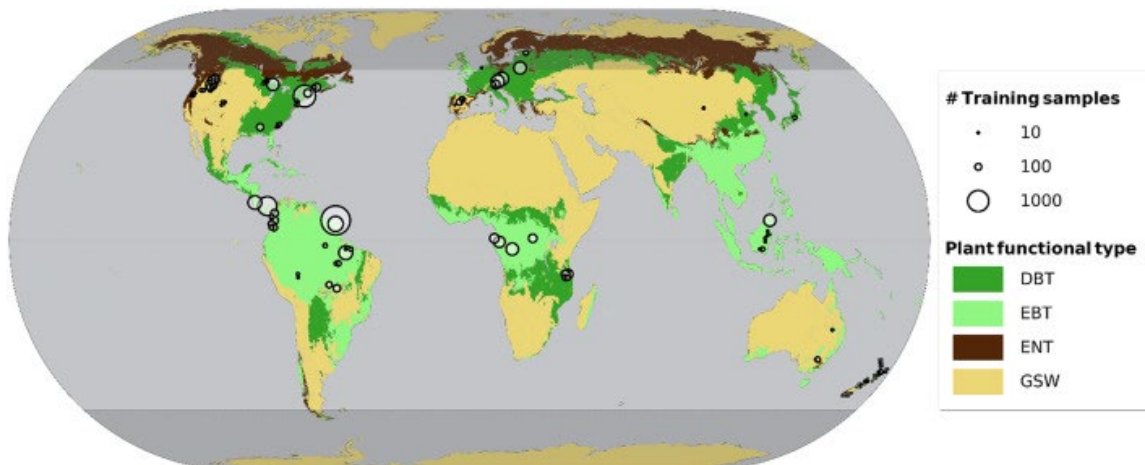 # Training samples
10
100
1000
Plant functional type
DBT
EBT
ENT
GSW